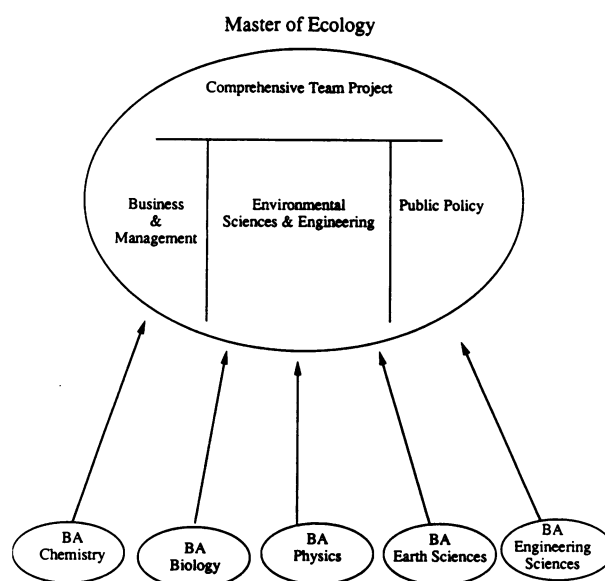 Master of Ecology
Comprehensive Team Project
Business
&
Management
Environmental
Sciences & Engineering
Public Policy
BA
Chemistry
BA
Biology
BA
Physics
BA
Earth Sciences
BA
Engineering
Sciences